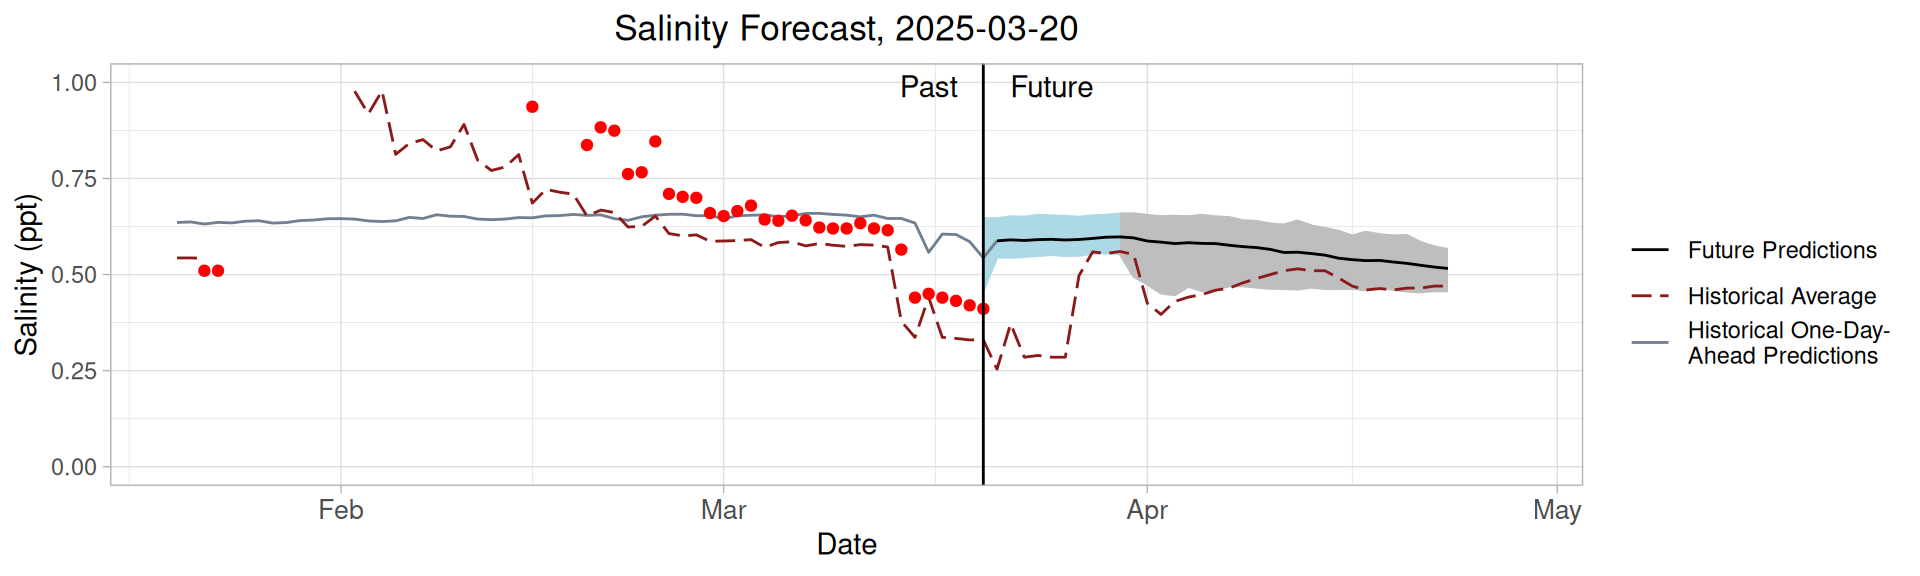 Salinity Forecast, 2025-03-20
Past
Future
1.00
0.75
0.50
0.25
0.00
Salinity (ppt)
Feb
Mar
Apr
May
Date
Future Predictions
Historical Average
Historical One-Day-
Ahead Predictions